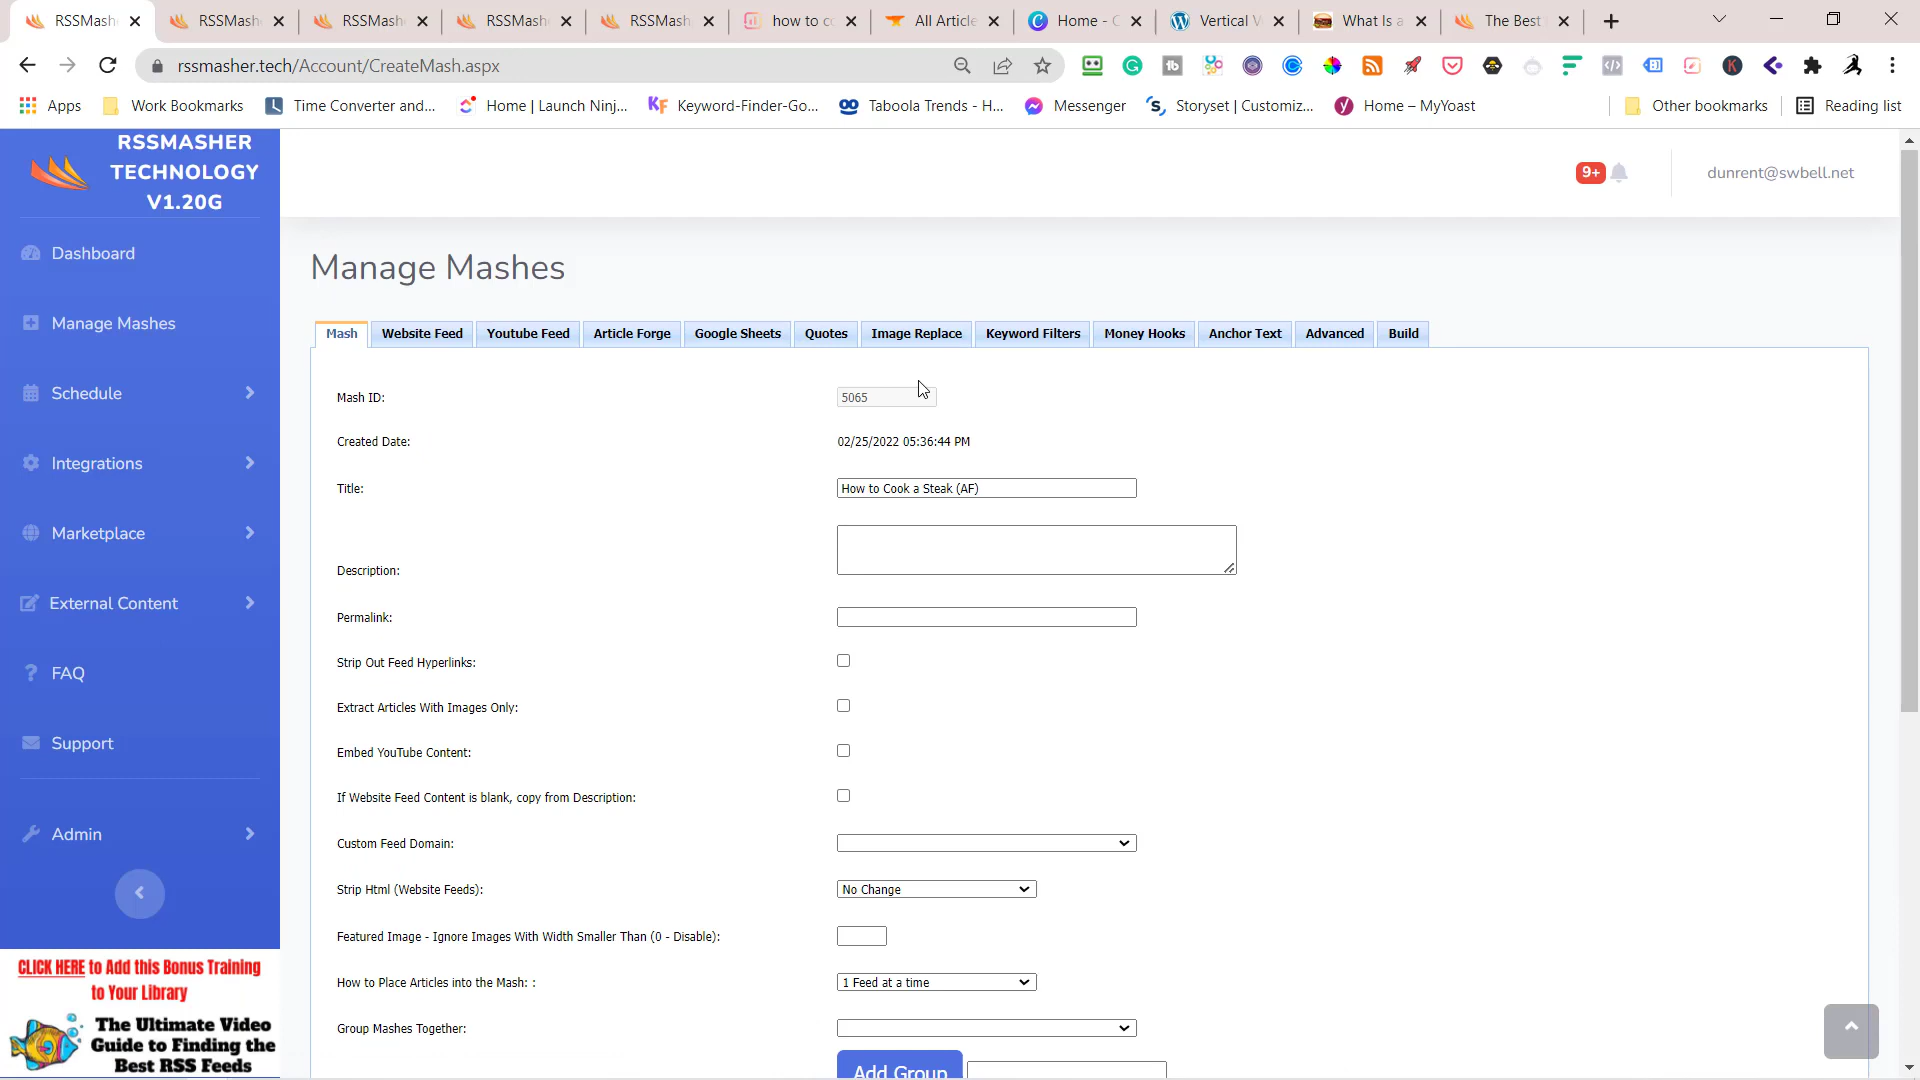 RSSMashe
RSSMashe
RSSMashe
RSSMashe
RSSMash
how to co
All Article
Home - C
Vertical V
What Is a
The Best
rssmasher.tech/Account/CreateMash.aspx
Apps
Work Bookmarks
Time Converter and...
Home | Launch Ninj...
Keyword-Finder-Go...
Taboola Trends - H...
Messenger
Storyset | Customiz...
Home – MyYoast
Other bookmarks
Reading list
RSSMASHER
TECHNOLOGY
V1.20G
9+
dunrent@swbell.net
Dashboard
Manage Mashes
Schedule
Integrations
Marketplace
External Content
FAQ
Support
Admin
CLICK HERE to Add this Bonus Training
to Your Library
The Ultimate Video
Guide to Finding the
Best RSS Feeds
Manage Mashes
Mash
Website Feed
Youtube Feed
Article Forge
Google Sheets
Quotes
Image Replace
Keyword Filters
Money Hooks
Anchor Text
Advanced
Build
Mash ID: 5065
Created Date: 02/25/2022 05:36:44 PM
Title: How to Cook a Steak (AF)
Description:
Permalink:
Strip Out Feed Hyperlinks:
Extract Articles With Images Only:
Embed YouTube Content:
If Website Feed Content is blank, copy from Description:
Custom Feed Domain:
Strip Html (Website Feeds): No Change
Featured Image - Ignore Images With Width Smaller Than (0 - Disable):
How to Place Articles into the Mash: : 1 Feed at a time
Group Mashes Together:
Add Group